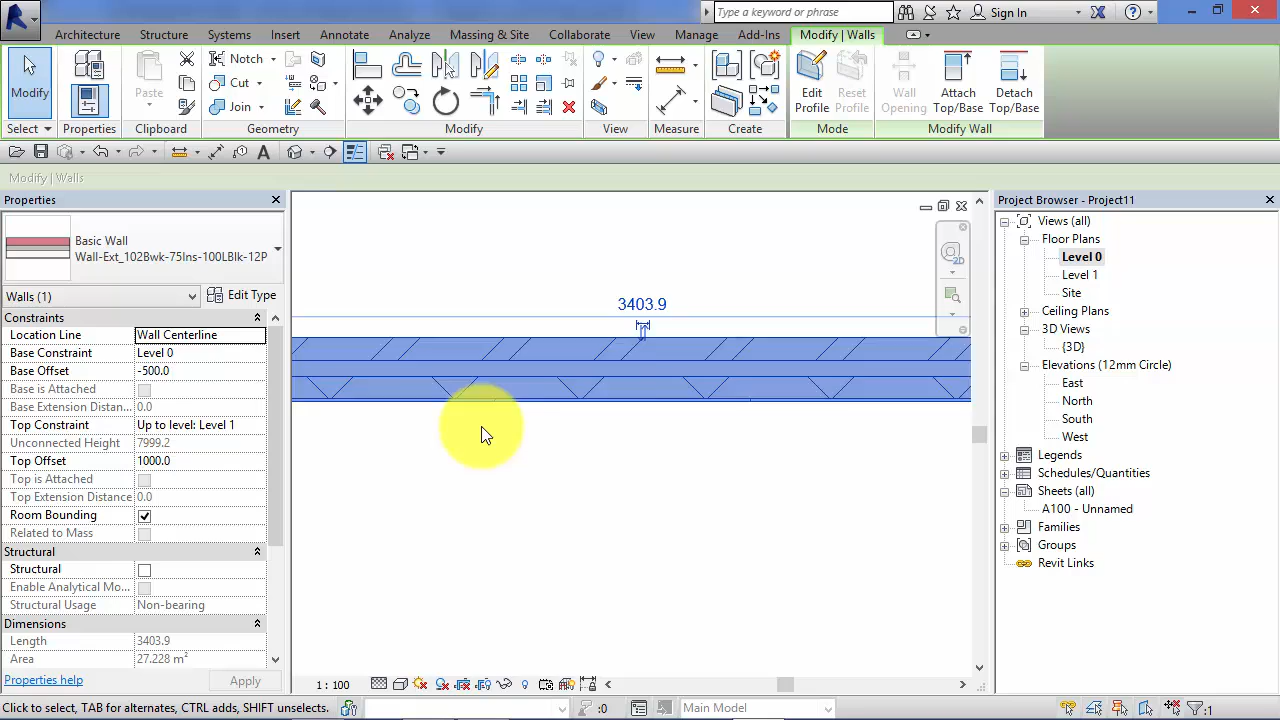 Type a keyword or phrase
Sign In
Architecture Structure Systems Insert Annotate Analyze Massing & Site Collaborate View Manage Add-Ins Modify | Walls
Modify
Paste
Notch
Cut
Join
Edit Profile
Reset Profile
Wall Opening
Attach Top/Base
Detach Top/Base
Select Properties Clipboard Geometry Modify View Measure Create Mode Modify Wall
Modify | Walls
Properties
Basic Wall
Wall-Ext_102Bwk-75Ins-100LBlk-12P
Walls (1)
Edit Type
Constraints
Location Line Wall Centerline
Base Constraint Level 0
Base Offset -500.0
Base is Attached
Base Extension Distan... 0.0
Top Constraint Up to level: Level 1
Unconnected Height 7999.2
Top Offset 1000.0
Top is Attached
Top Extension Distance 0.0
Room Bounding
Related to Mass
Structural
Structural
Enable Analytical Mo...
Structural Usage Non-bearing
Dimensions
Length 3403.9
Area 27.228 m²
Properties help
Apply
3403.9
2D
1 : 100
Project Browser - Project11
Views (all)
Floor Plans
Level 0
Level 1
Site
Ceiling Plans
3D Views
{3D}
Elevations (12mm Circle)
East
North
South
West
Legends
Schedules/Quantities
Sheets (all)
A100 - Unnamed
Families
Groups
Revit Links
Click to select, TAB for alternates, CTRL adds, SHIFT unselects.
:0
Main Model
:1